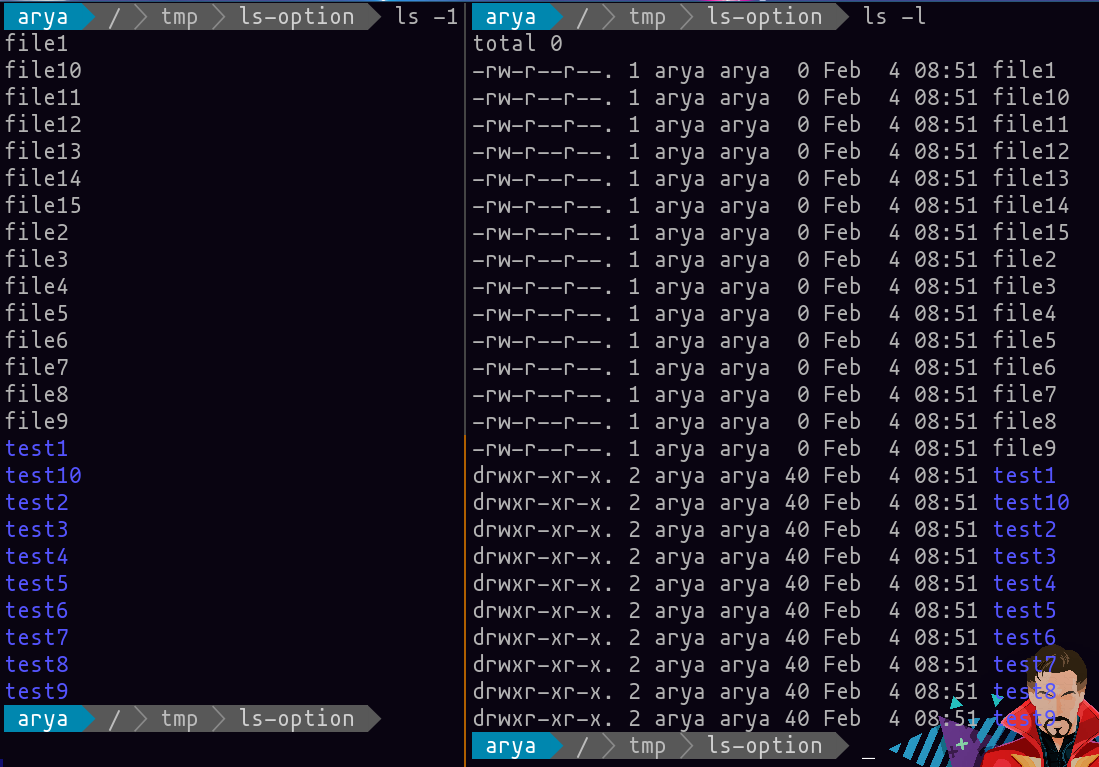 arya / tmp ls-option ls -1
file1
file10
file11
file12
file13
file14
file15
file2
file3
file4
file5
file6
file7
file8
file9
test1
test10
test2
test3
test4
test5
test6
test7
test8
test9
arya / tmp ls-option
arya / tmp ls-option ls -l
total 0
-rw-r--r--. 1 arya arya  0 Feb  4 08:51 file1
-rw-r--r--. 1 arya arya  0 Feb  4 08:51 file10
-rw-r--r--. 1 arya arya  0 Feb  4 08:51 file11
-rw-r--r--. 1 arya arya  0 Feb  4 08:51 file12
-rw-r--r--. 1 arya arya  0 Feb  4 08:51 file13
-rw-r--r--. 1 arya arya  0 Feb  4 08:51 file14
-rw-r--r--. 1 arya arya  0 Feb  4 08:51 file15
-rw-r--r--. 1 arya arya  0 Feb  4 08:51 file2
-rw-r--r--. 1 arya arya  0 Feb  4 08:51 file3
-rw-r--r--. 1 arya arya  0 Feb  4 08:51 file4
-rw-r--r--. 1 arya arya  0 Feb  4 08:51 file5
-rw-r--r--. 1 arya arya  0 Feb  4 08:51 file6
-rw-r--r--. 1 arya arya  0 Feb  4 08:51 file7
-rw-r--r--. 1 arya arya  0 Feb  4 08:51 file8
-rw-r--r--. 1 arya arya  0 Feb  4 08:51 file9
drwxr-xr-x. 2 arya arya 40 Feb  4 08:51 test1
drwxr-xr-x. 2 arya arya 40 Feb  4 08:51 test10
drwxr-xr-x. 2 arya arya 40 Feb  4 08:51 test2
drwxr-xr-x. 2 arya arya 40 Feb  4 08:51 test3
drwxr-xr-x. 2 arya arya 40 Feb  4 08:51 test4
drwxr-xr-x. 2 arya arya 40 Feb  4 08:51 test5
drwxr-xr-x. 2 arya arya 40 Feb  4 08:51 test6
drwxr-xr-x. 2 arya arya 40 Feb  4 08:51 test7
drwxr-xr-x. 2 arya arya 40 Feb  4 08:51 test8
drwxr-xr-x. 2 arya arya 40 Feb  4 08:51 test9
arya / tmp ls-option _